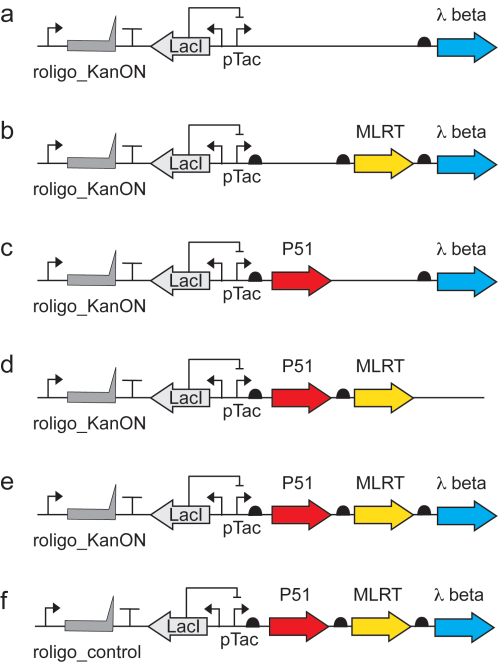 a
λ beta
LacI
pTac
roligo_KanON
b
MLRT
λ beta
LacI
pTac
roligo_KanON
c
P51
λ beta
LacI
pTac
roligo_KanON
d
P51
MLRT
LacI
pTac
roligo_KanON
e
P51
MLRT
λ beta
LacI
pTac
roligo_KanON
f
P51
MLRT
λ beta
LacI
pTac
roligo_control